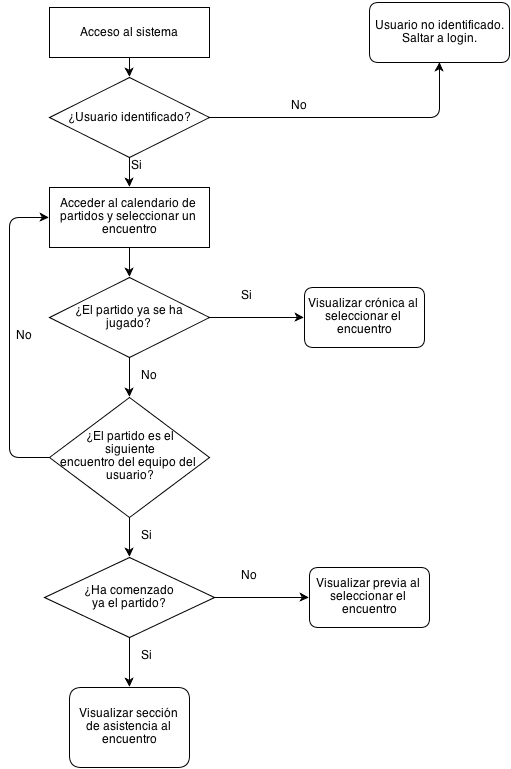 Acceso al sistema
Usuario no identificado.
Saltar a login.
¿Usuario identificado?
No
Si
Acceder al calendario de
partidos y seleccionar un
encuentro
¿El partido ya se ha
jugado?
Si
Visualizar crónica al
seleccionar el
encuentro
No
No
¿El partido es el
siguiente
encuentro del equipo del
usuario?
Si
¿Ha comenzado
ya el partido?
No
Visualizar previa al
seleccionar el
encuentro
Si
Visualizar sección
de asistencia al
encuentro